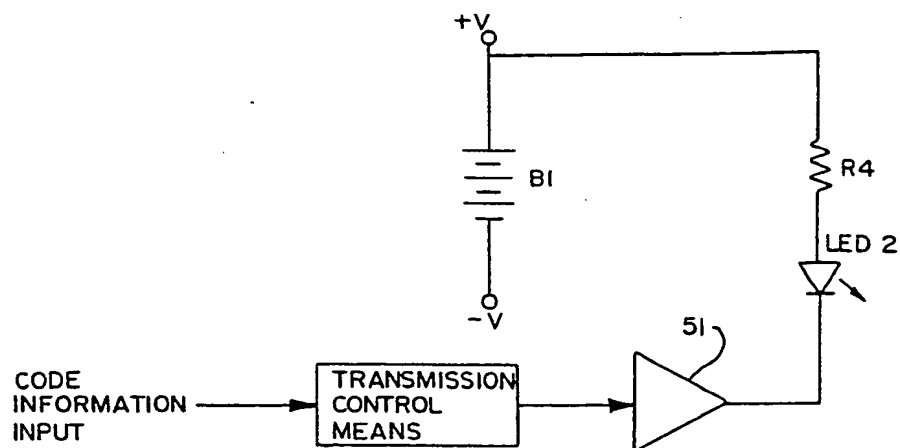 +V
B1
R4
LED 2
-V
51
CODE
INFORMATION
INPUT
TRANSMISSION
CONTROL
MEANS